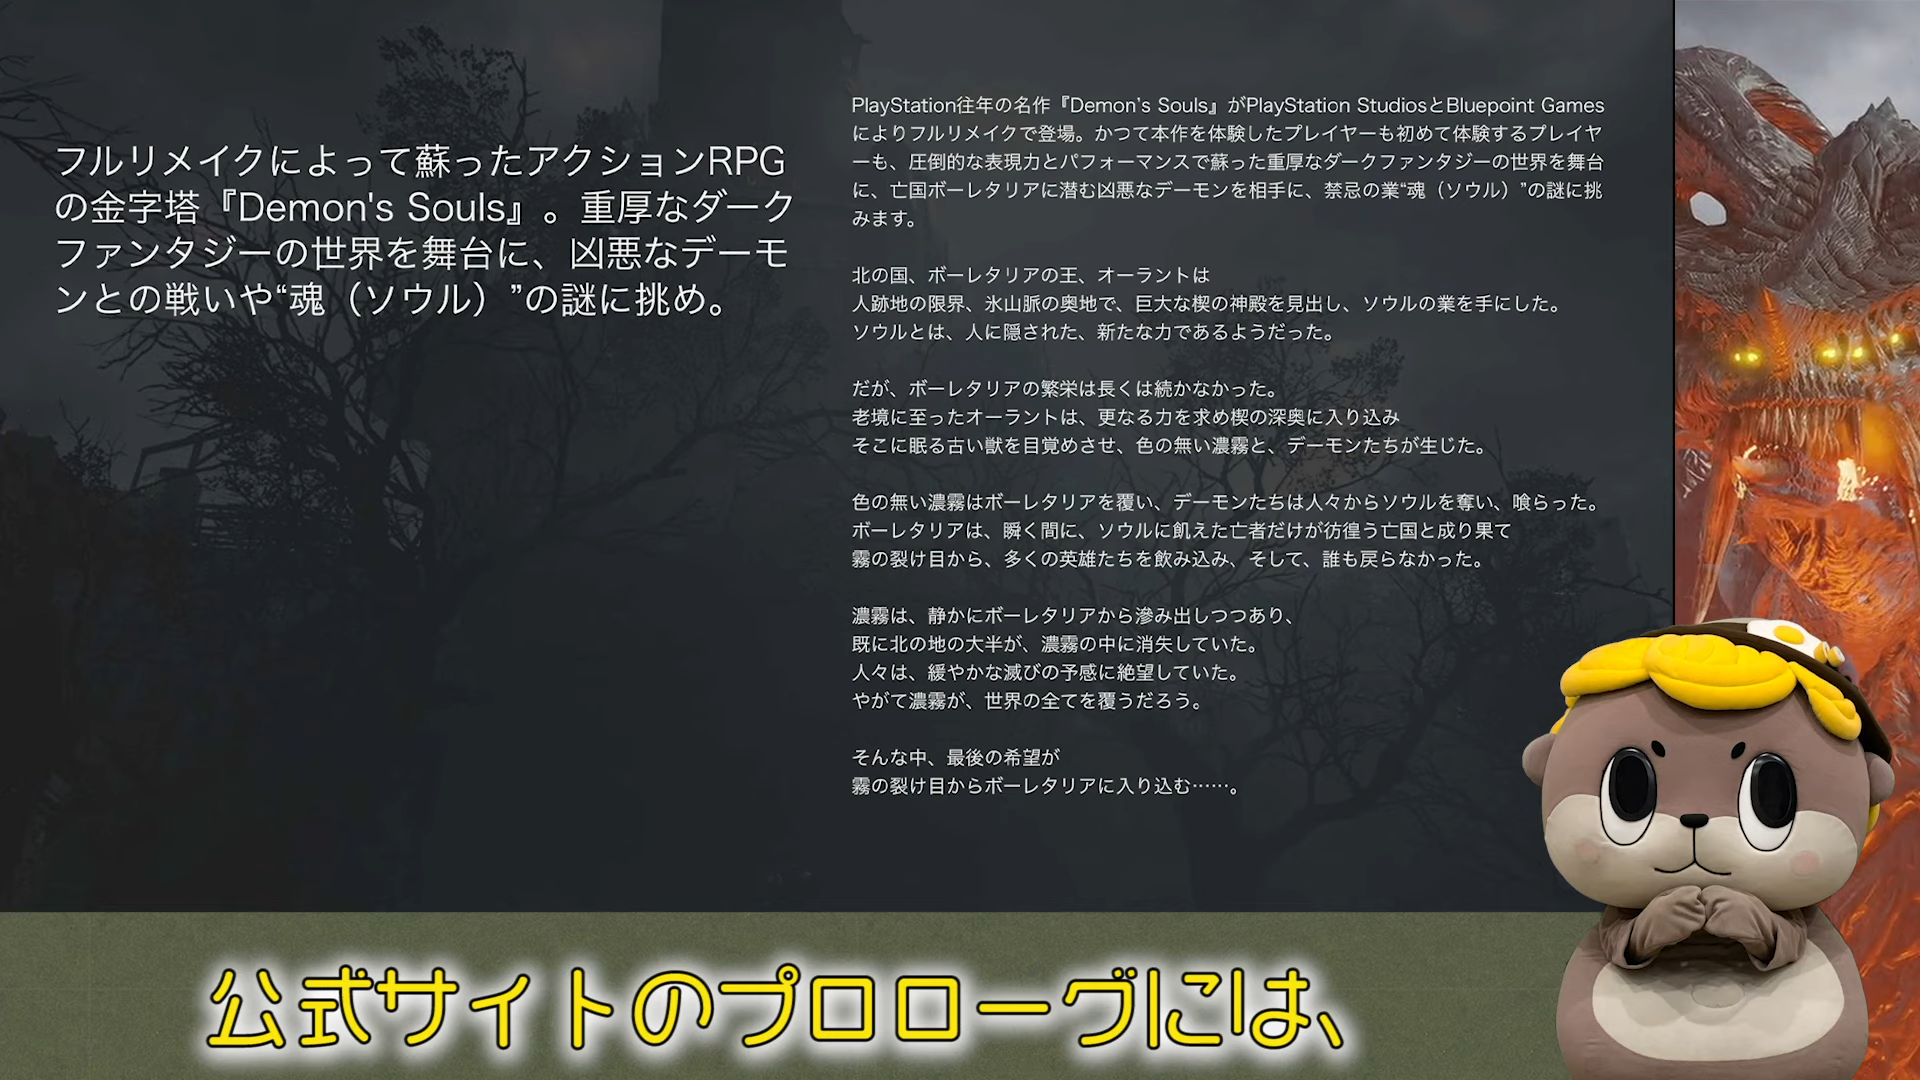 フルリメイクによって蘇ったアクションRPG
の金字塔『Demon's Souls』。重厚なダーク
ファンタジーの世界を舞台に、凶悪なデーモ
ンとの戦いや“魂（ソウル）”の謎に挑め。
PlayStation往年の名作『Demon's Souls』がPlayStation StudiosとBluepoint Games
によりフルリメイクで登場。かつて本作を体験したプレイヤーも初めて体験するプレイヤ
ーも、圧倒的な表現力とパフォーマンスで蘇った重厚なダークファンタジーの世界を舞台
に、亡国ボーレタリアに潜む凶悪なデーモンを相手に、禁忌の業“魂（ソウル）”の謎に挑
みます。
北の国、ボーレタリアの王、オーラントは
人跡地の限界、氷山脈の奥地で、巨大な楔の神殿を見出し、ソウルの業を手にした。
ソウルとは、人に隠された、新たな力であるようだった。
だが、ボーレタリアの繁栄は長くは続かなかった。
老境に至ったオーラントは、更なる力を求め楔の深奥に入り込み
そこに眠る古い獣を目覚めさせ、色の無い濃霧と、デーモンたちが生じた。
色の無い濃霧はボーレタリアを覆い、デーモンたちは人々からソウルを奪い、喰らった。
ボーレタリアは、瞬く間に、ソウルに飢えた亡者だけが彷徨う亡国と成り果て
霧の裂け目から、多くの英雄たちを飲み込み、そして、誰も戻らなかった。
濃霧は、静かにボーレタリアから滲み出しつつあり、
既に北の地の大半が、濃霧の中に消失していた。
人々は、緩やかな滅びの予感に絶望していた。
やがて濃霧が、世界の全てを覆うだろう。
そんな中、最後の希望が
霧の裂け目からボーレタリアに入り込む……。
公式サイトのプロローグには、